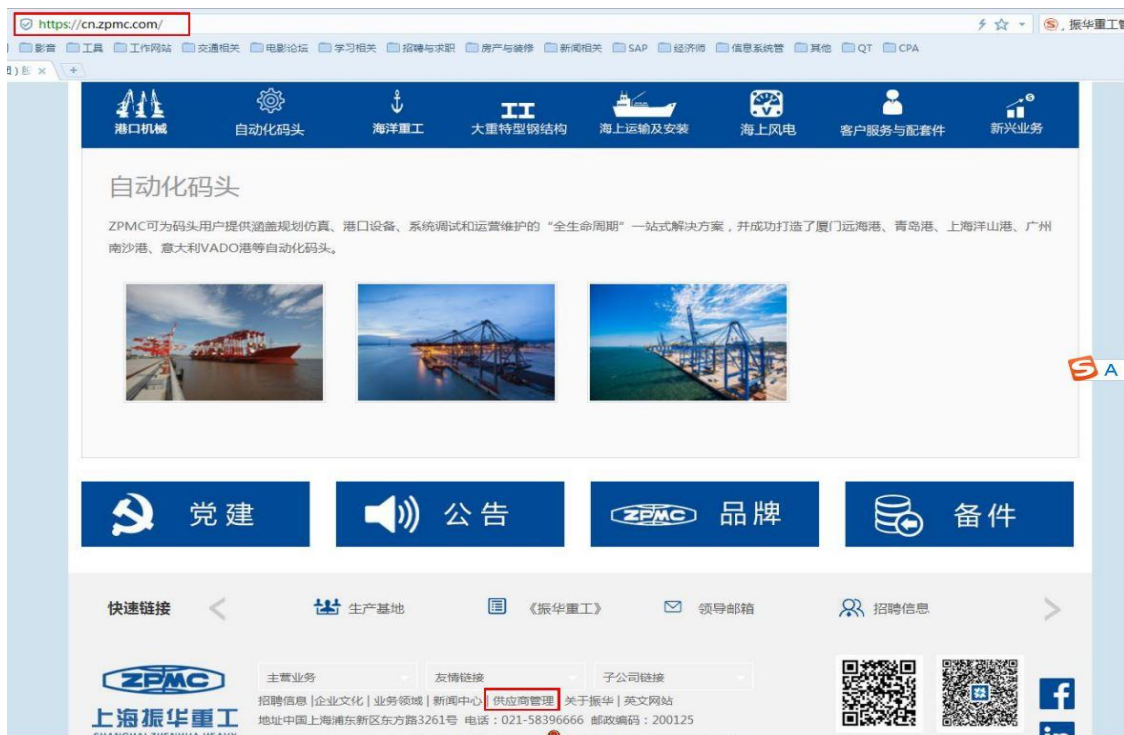 https://cn.zpmc.com/
振华重工
影音 工具 工作网站 交通相关 电影论坛 学习相关 招聘与求职 房产与装修 新闻相关 SAP 经济师 信息系统管 其他 QT CPA
港口机械 自动化码头 海洋重工 大重特型钢结构 海上运输及安装 海上风电 客户服务与配套件 新兴业务
自动化码头
ZPMC可为码头用户提供涵盖规划仿真、港口设备、系统调试和运营维护的“全生命周期”一站式解决方案，并成功打造了厦门远海港、青岛港、上海洋山港、广州
南沙港、意大利VADO港等自动化码头。
A
党建 公告 ZPMC 品牌 备件
快速链接 生产基地 《振华重工》 领导邮箱 招聘信息
ZPMC
主营业务 友情链接 子公司链接
招聘信息 |企业文化 | 业务领域 | 新闻中心 | 供应商管理 | 关于振华 | 英文网站
上海振华重工
地址中国上海浦东新区东方路3261号 电话：021-58396666 邮政编码：200125